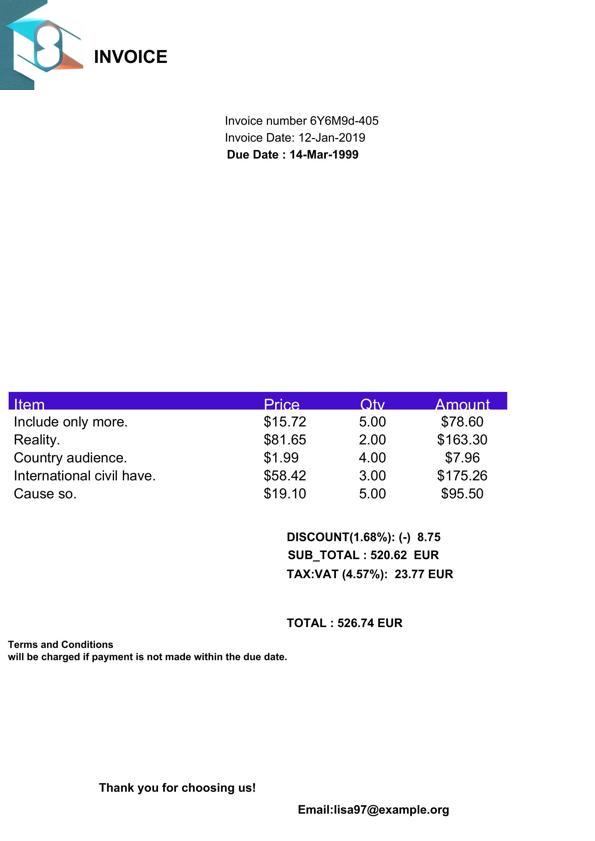 INVOICE
Invoice number 6Y6M9d-405
Invoice Date: 12-Jan-2019
Due Date : 14-Mar-1999
Item Price Qty Amount
Include only more. $15.72 5.00 $78.60
Reality. $81.65 2.00 $163.30
Country audience. $1.99 4.00 $7.96
International civil have. $58.42 3.00 $175.26
Cause so. $19.10 5.00 $95.50
DISCOUNT(1.68%): (-) 8.75
SUB_TOTAL : 520.62 EUR
TAX:VAT (4.57%): 23.77 EUR
TOTAL : 526.74 EUR
Terms and Conditions
will be charged if payment is not made within the due date.
Thank you for choosing us!
Email:lisa97@example.org